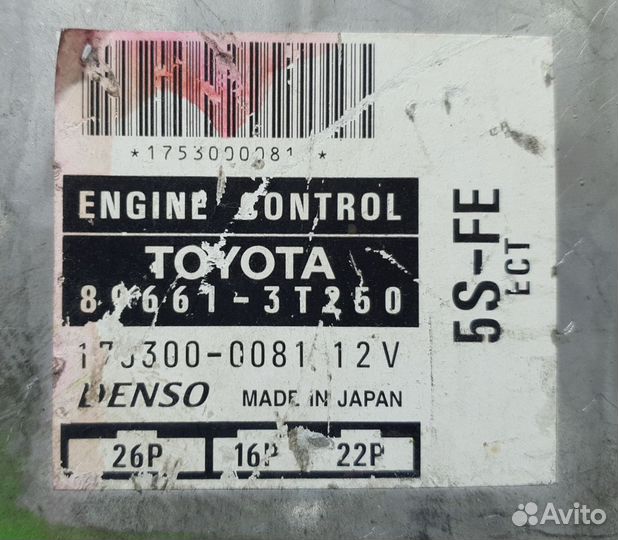 *1753000081 *
ENGINE CONTROL
TOYOTA
89661-3T250
175300-0081 12V
DENSO MADE IN JAPAN
26P 16P 22P
5S-FE
ECT
Avito